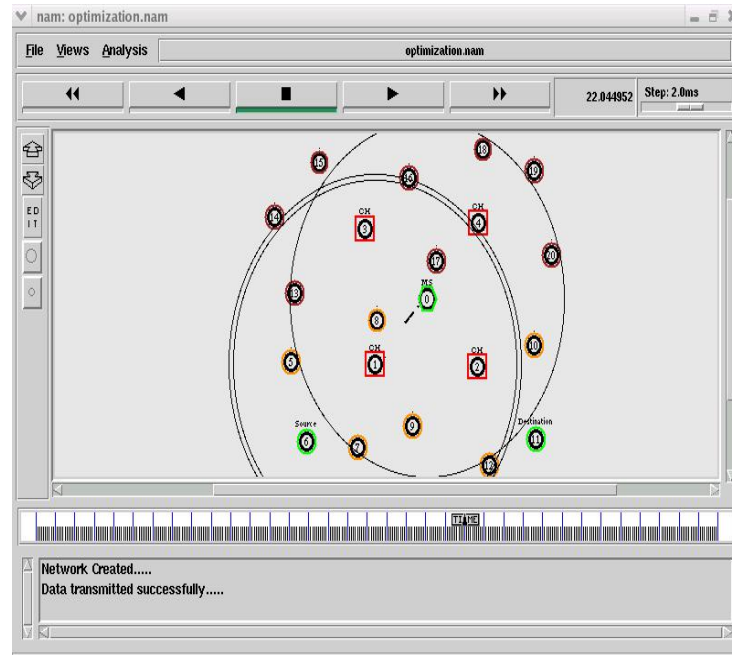 nam: optimization.nam
File Views Analysis optimization.nam
22.044952 Step: 2.0ms
ED
IT
18
15
19
16
14
CH
3
CH
4
17
20
13
MS
0
8
10
5
CH
1
CH
2
9
Source
6
Destination
11
7
12
TIME
Network Created.....
Data transmitted successfully.....